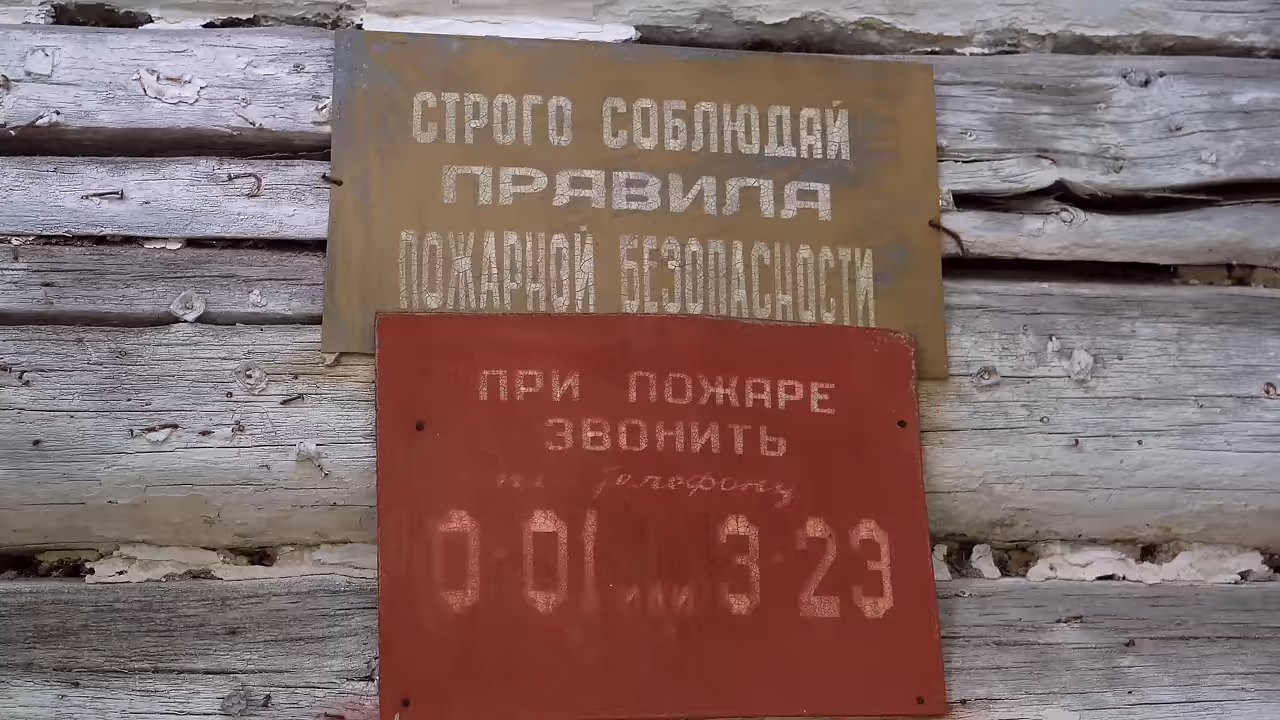 СТРОГО СОБЛЮДАЙ
ПРАВИЛА
ПОЖАРНОЙ БЕЗОПАСНОСТИ
ПРИ ПОЖАРЕ
ЗВОНИТЬ
по телефону
0-01 или 3-23